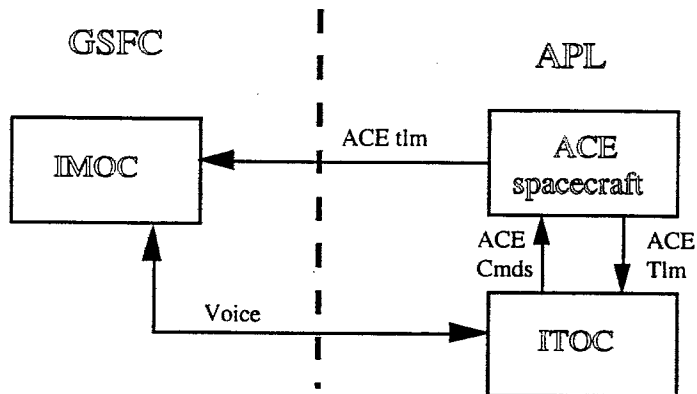 GSFC
APL
IMOC
ACE tlm
ACE
spacecraft
ACE
Cmds
ACE
Tlm
Voice
ITOC